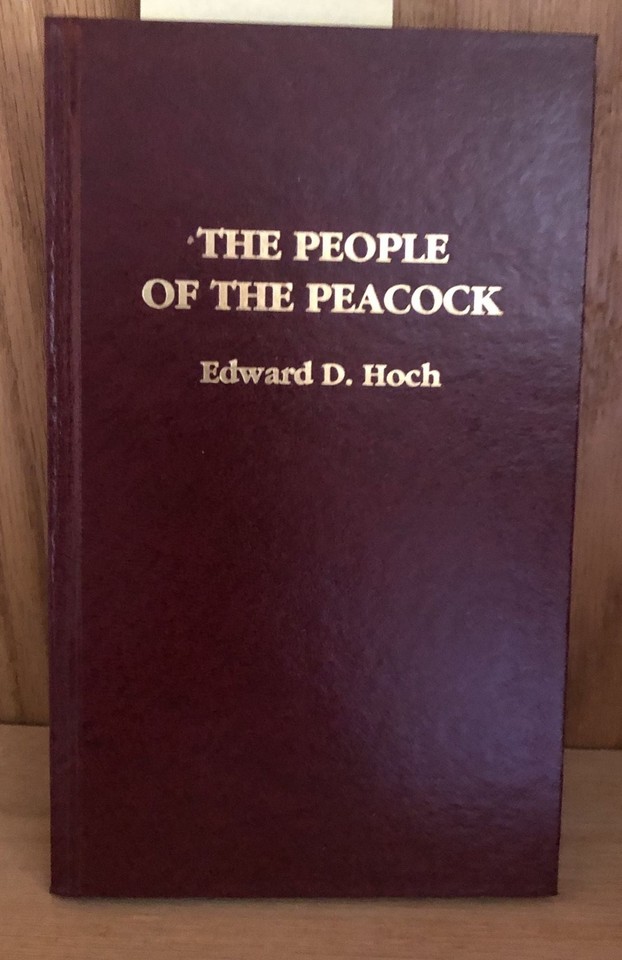 THE PEOPLE
OF THE PEACOCK
Edward D. Hoch